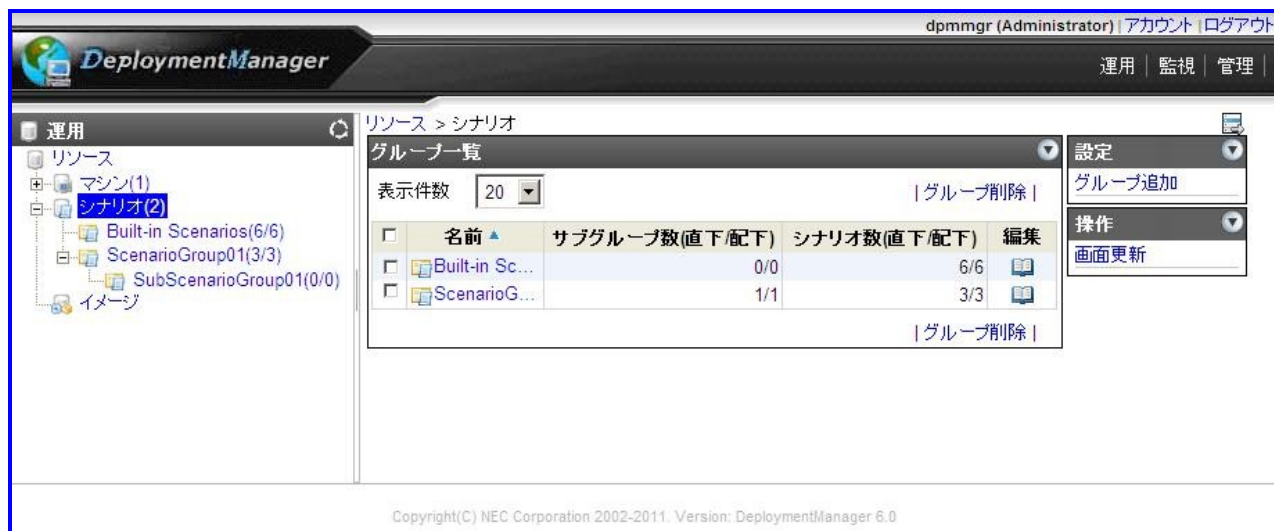 dpmmgr (Administrator) | アカウント | ログアウト
DeploymentManager
運用 | 監視 | 管理 |
運用
リソース
マシン(1)
シナリオ(2)
Built-in Scenarios(6/6)
ScenarioGroup01(3/3)
SubScenarioGroup01(0/0)
イメージ
リソース > シナリオ
グループ一覧
表示件数 20 | グループ削除 |
名前 サブグループ数(直下/配下) シナリオ数(直下/配下) 編集
Built-in Sc... 0/0 6/6
ScenarioG... 1/1 3/3
| グループ削除 |
設定
グループ追加
操作
画面更新
Copyright(C) NEC Corporation 2002-2011. Version: DeploymentManager 6.0